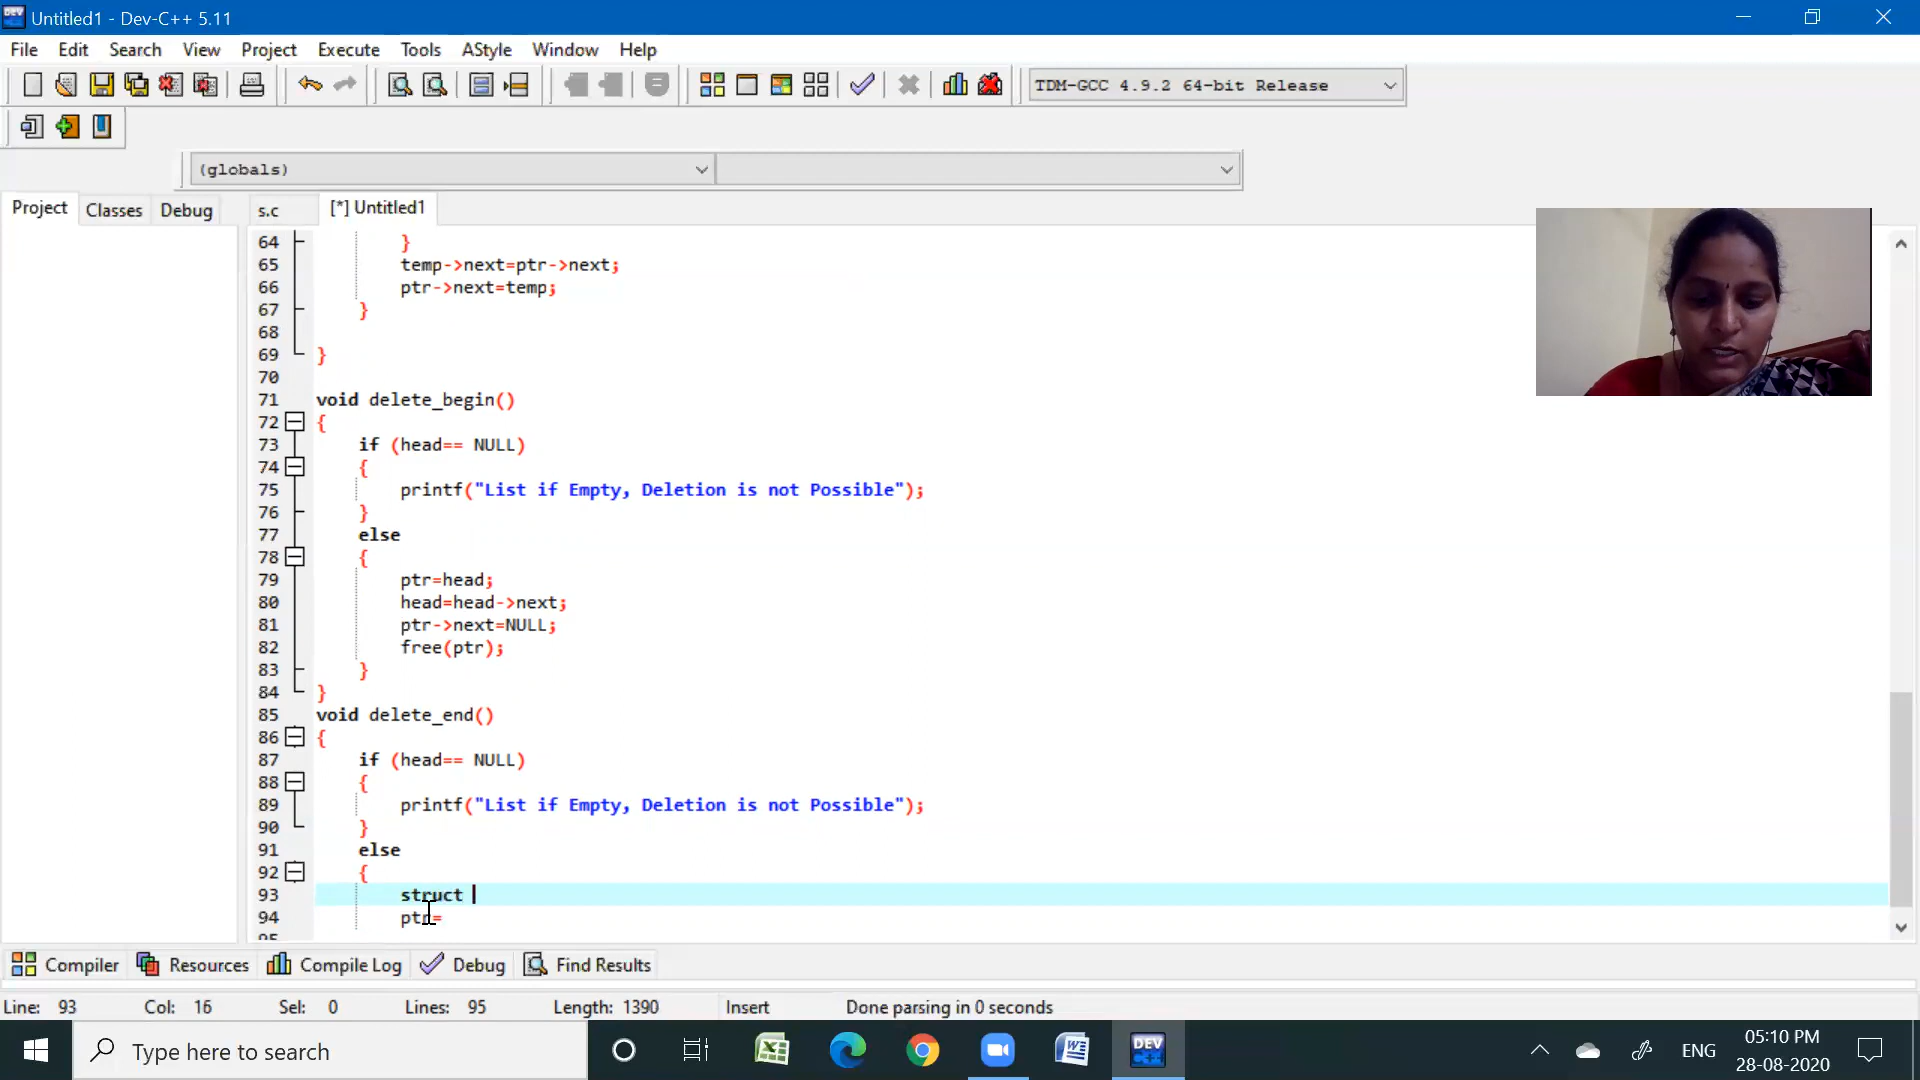 Untitled1 - Dev-C++ 5.11
File Edit Search View Project Execute Tools AStyle Window Help
TDM-GCC 4.9.2 64-bit Release
(globals)
Project Classes Debug s.c [*] Untitled1
64 }
65 temp->next=ptr->next;
66 ptr->next=temp;
67 }
68
69 }
70
71 void delete_begin()
72 {
73 if (head== NULL)
74 {
75 printf("List if Empty, Deletion is not Possible");
76 }
77 else
78 {
79 ptr=head;
80 head=head->next;
81 ptr->next=NULL;
82 free(ptr);
83 }
84 }
85 void delete_end()
86 {
87 if (head== NULL)
88 {
89 printf("List if Empty, Deletion is not Possible");
90 }
91 else
92 {
93 struct
94 ptr=
95
Compiler Resources Compile Log Debug Find Results
Line: 93 Col: 16 Sel: 0 Lines: 95 Length: 1390 Insert Done parsing in 0 seconds
Type here to search
ENG
05:10 PM
28-08-2020
DEV